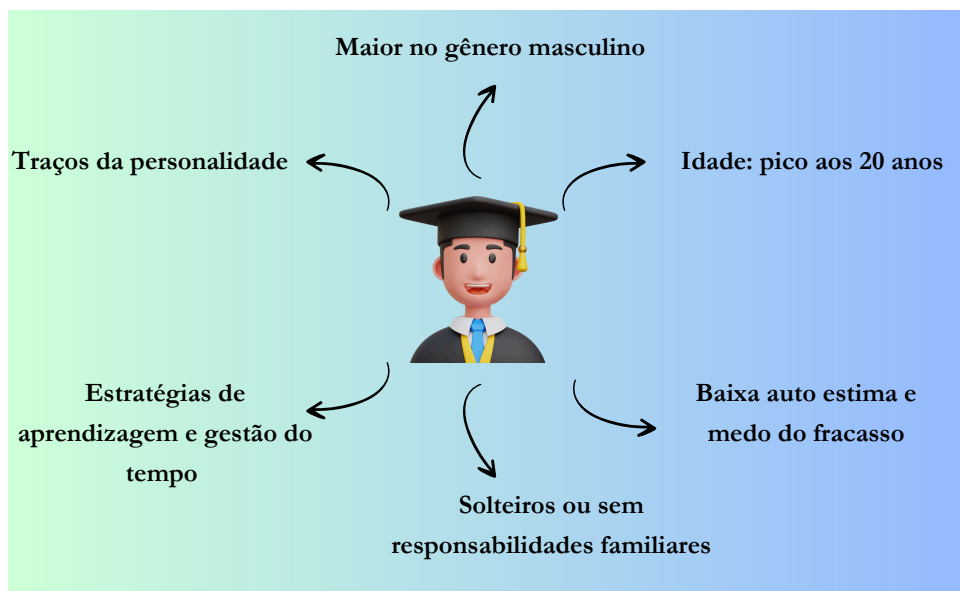 Maior no gênero masculino
Traços da personalidade
Idade: pico aos 20 anos
Estratégias de
aprendizagem e gestão do
tempo
Baixa auto estima e
medo do fracasso
Solteiros ou sem
responsabilidades familiares